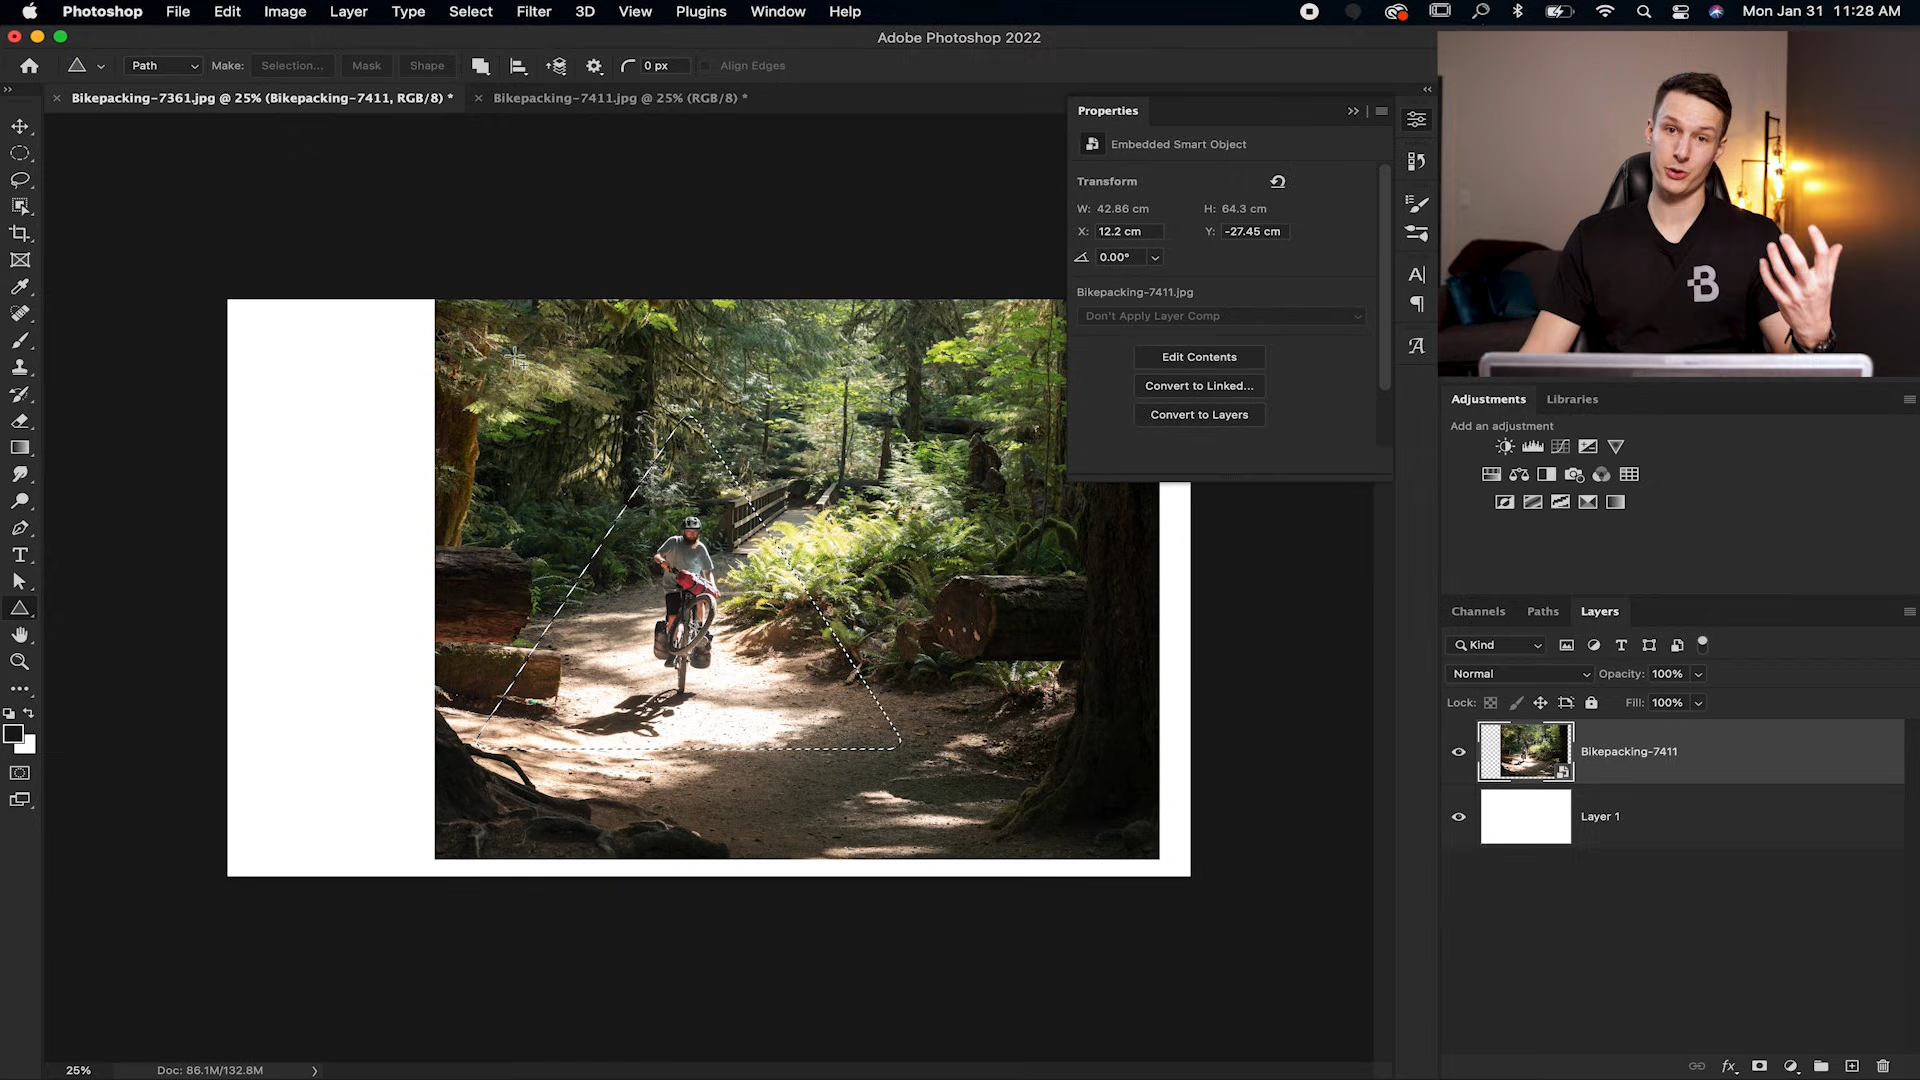 Photoshop File Edit Image Layer Type Select Filter 3D View Plugins Window Help Mon Jan 31 11:28 AM
Adobe Photoshop 2022
Path Make: Selection... Mask Shape 0 px Align Edges
Bikepacking-7361.jpg @ 25% (Bikepacking-7411, RGB/8) * Bikepacking-7411.jpg @ 25% (RGB/8) *
Properties
Embedded Smart Object
Transform
W: 42.86 cm H: 64.3 cm
X: 12.2 cm Y: -27.45 cm
0.00°
Bikepacking-7411.jpg
Don't Apply Layer Comp
Edit Contents
Convert to Linked...
Convert to Layers
B
Adjustments Libraries
Add an adjustment
Channels Paths Layers
Kind
Normal Opacity: 100%
Lock: Fill: 100%
Bikepacking-7411
Layer 1
fx
25% Doc: 86.1M/132.8M